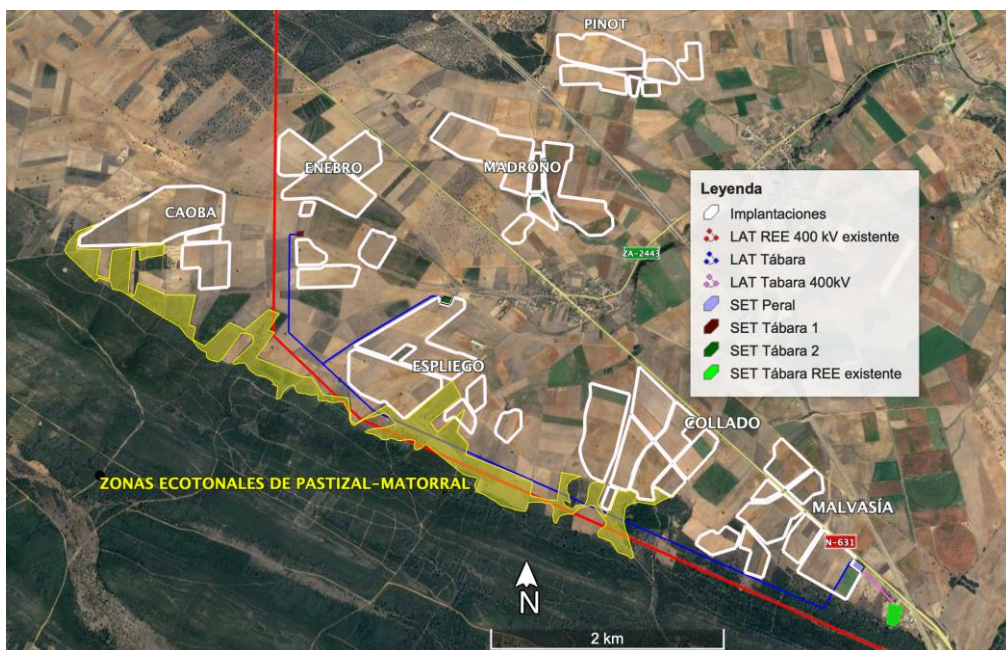 PINOT
ENEBRO
MADROÑO
CAOBA
Leyenda
Implantaciones
LAT REE 400 kV existente
LAT Tábara
LAT Tabara 400kV
SET Peral
SET Tábara 1
SET Tábara 2
SET Tábara REE existente
ZA-2443
ESPLIEGO
COLLADO
ZONAS ECOTONALES DE PASTIZAL-MATORRAL
MALVASÍA
N-631
N
2 km